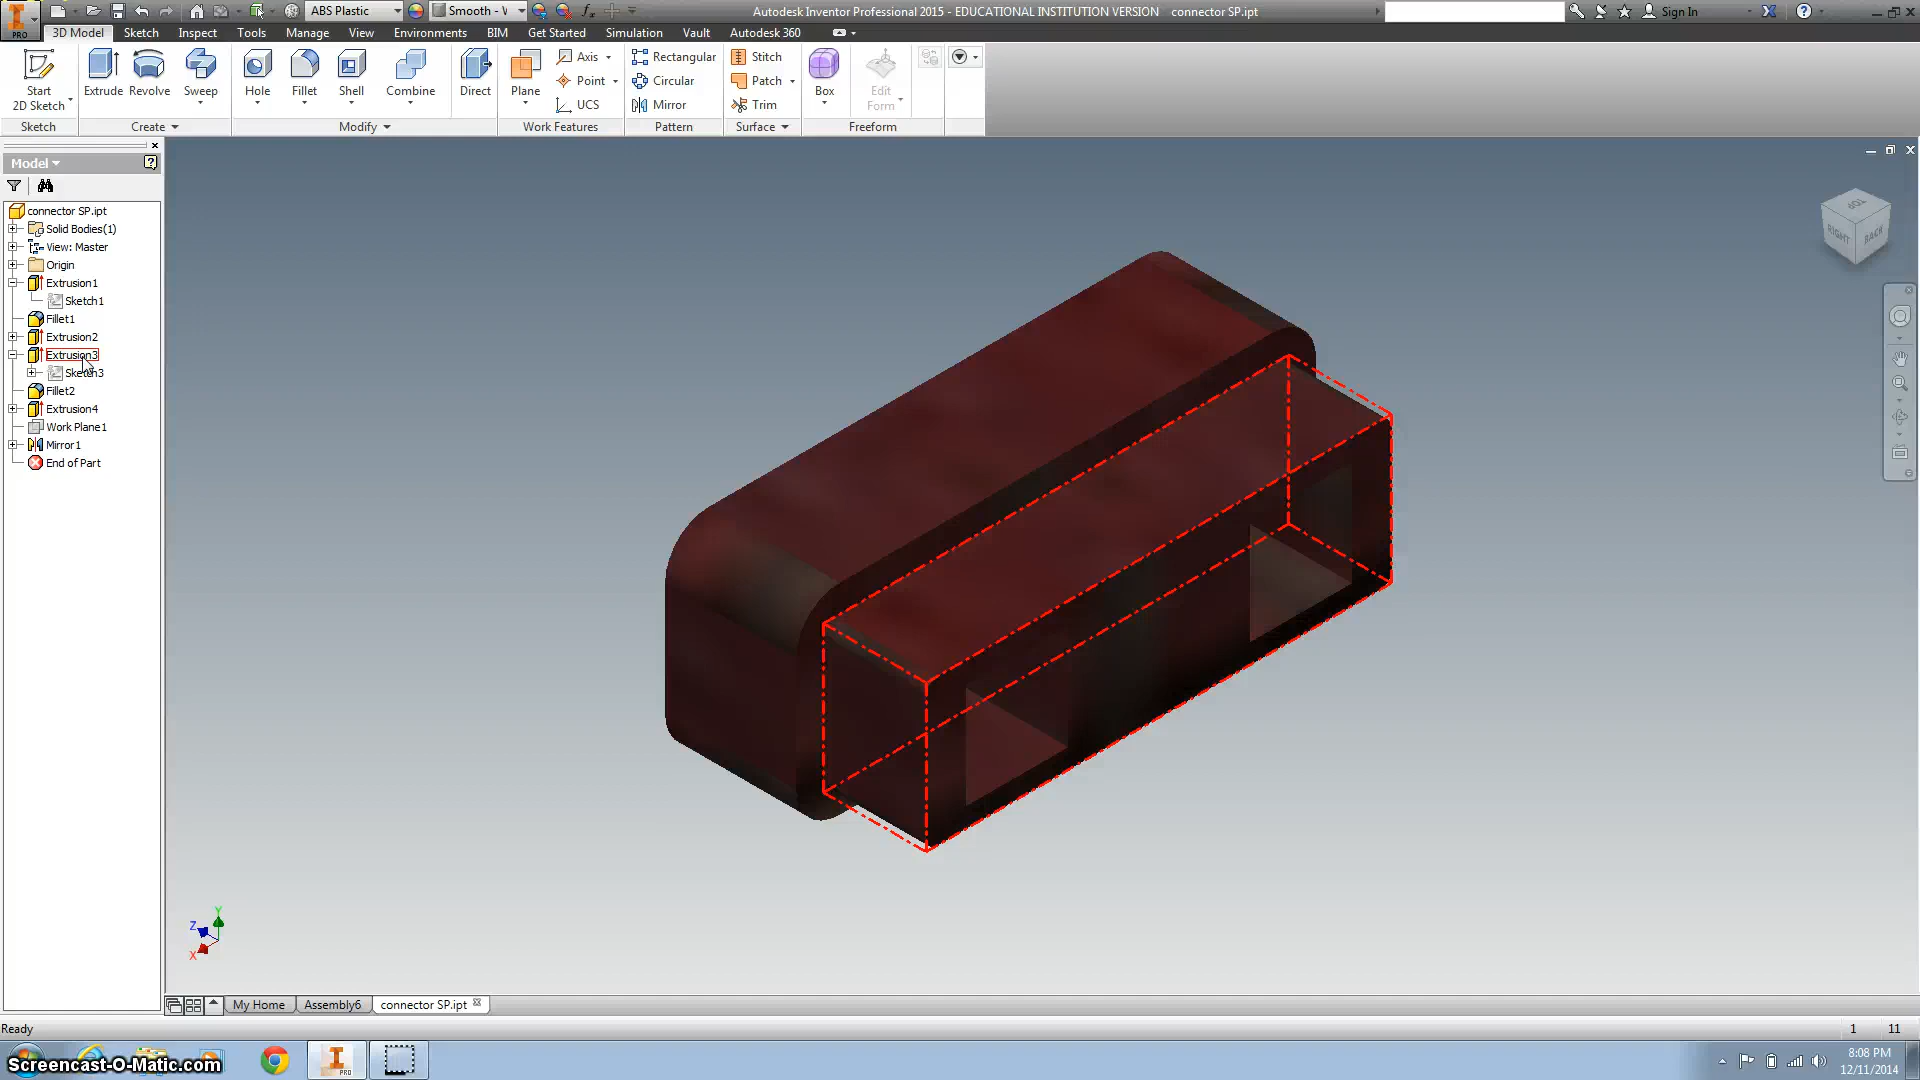 ABS Plastic
Smooth - V
Autodesk Inventor Professional 2015 - EDUCATIONAL INSTITUTION VERSION connector SP.ipt
Sign In
PRO
3D Model Sketch Inspect Tools Manage View Environments BIM Get Started Simulation Vault Autodesk 360
Start
2D Sketch
Extrude Revolve Sweep
Hole Fillet Shell Combine
Direct
Plane
Axis
Point
UCS
Rectangular
Circular
Mirror
Stitch
Patch
Trim
Box
Edit
Form
Sketch Create Modify Work Features Pattern Surface Freeform
Model
connector SP.ipt
Solid Bodies(1)
View: Master
Origin
Extrusion1
Sketch1
Fillet1
Extrusion2
Extrusion3
Sketch3
Fillet2
Extrusion4
Work Plane1
Mirror1
End of Part
TOP
RIGHT
BACK
Y
Z
X
My Home Assembly6 connector SP.ipt
Ready
1 11
Screencast-O-Matic.com
PRO
8:08 PM
12/11/2014